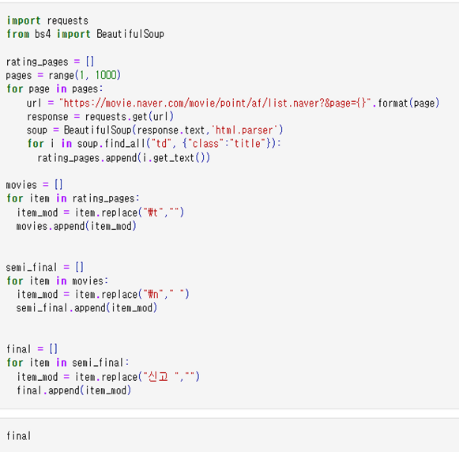 import requests
from bs4 import BeautifulSoup
rating_pages = []
pages = range(1, 1000)
for page in pages:
url = "https://movie.naver.com/movie/point/af/list.naver?&page={}".format(page)
response = requests.get(url)
soup = BeautifulSoup(response.text,'html.parser')
for i in soup.find_all("td", {"class":"title"}):
rating_pages.append(i.get_text())
movies = []
for item in rating_pages:
item_mod = item.replace("₩t","")
movies.append(item_mod)
semi_final = []
for item in movies:
item_mod = item.replace("₩n"," ")
semi_final.append(item_mod)
final = []
for item in semi_final:
item_mod = item.replace("신고 ","")
final.append(item_mod)
final